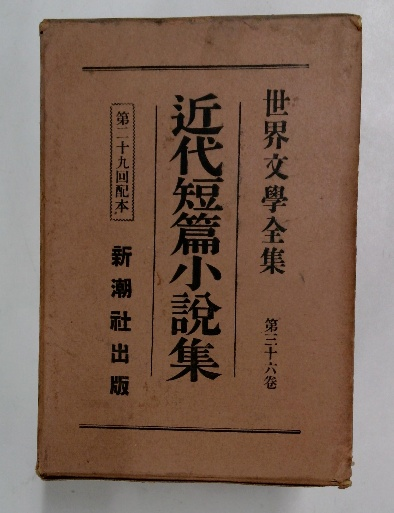 世界文學全集 第三十六卷
近代短篇小說集
第二十九回配本
新潮社出版